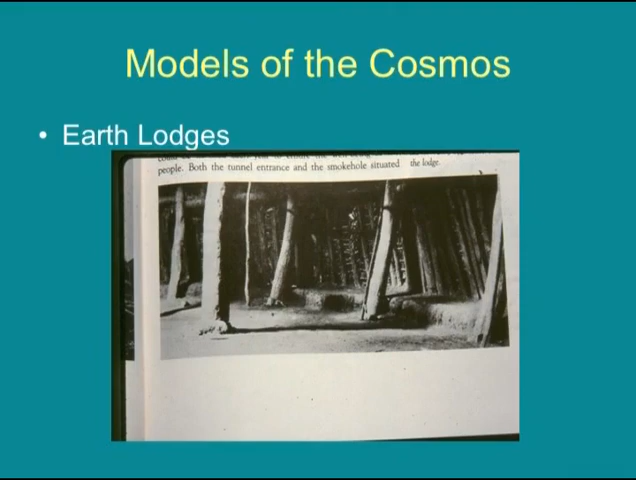 Models of the Cosmos
• Earth Lodges
people. Both the tunnel entrance and the smokehole situated the lodge.